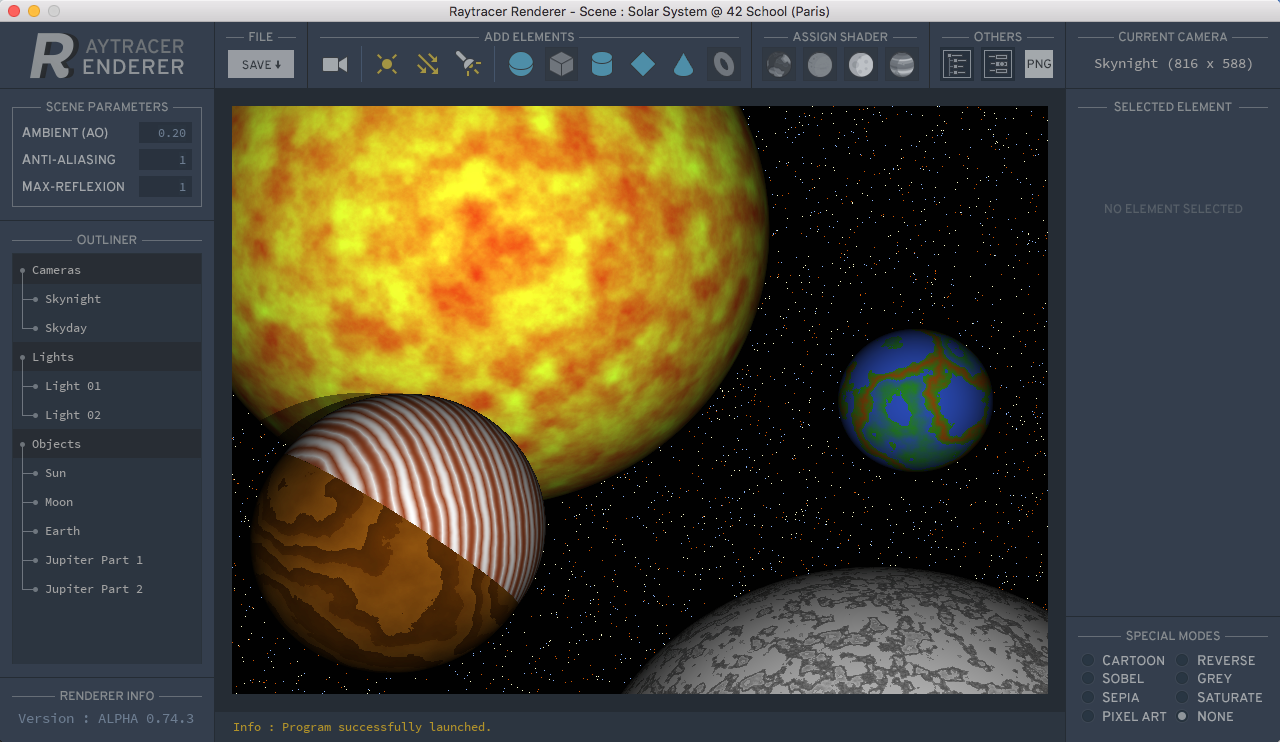 Raytracer Renderer - Scene : Solar System @ 42 School (Paris)
RAYTRACER
RENDERER
FILE
SAVE
ADD ELEMENTS
ASSIGN SHADER
OTHERS
PNG
CURRENT CAMERA
Skynight (816 x 588)
SCENE PARAMETERS
AMBIENT (AO) 0.20
ANTI-ALIASING 1
MAX-REFLEXION 1
OUTLINER
Cameras
Skynight
Skyday
Lights
Light 01
Light 02
Objects
Sun
Moon
Earth
Jupiter Part 1
Jupiter Part 2
RENDERER INFO
Version : ALPHA 0.74.3
Info : Program successfully launched.
SELECTED ELEMENT
NO ELEMENT SELECTED
SPECIAL MODES
CARTOON REVERSE
SOBEL GREY
SEPIA SATURATE
PIXEL ART NONE